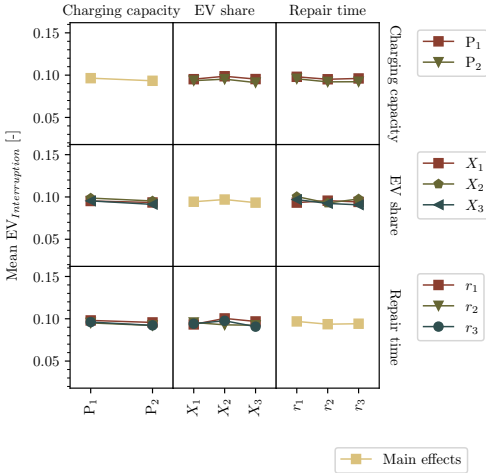 Charging capacity EV share Repair time
0.15
0.10
0.05
Charging capacity
P₁
P₂
0.15
0.10
0.05
EV share
X₁
X₂
X₃
0.15
0.10
0.05
Repair time
r₁
r₂
r₃
Mean EV_Interruption [-]
P₁ P₂ X₁ X₂ X₃ r₁ r₂ r₃
Main effects